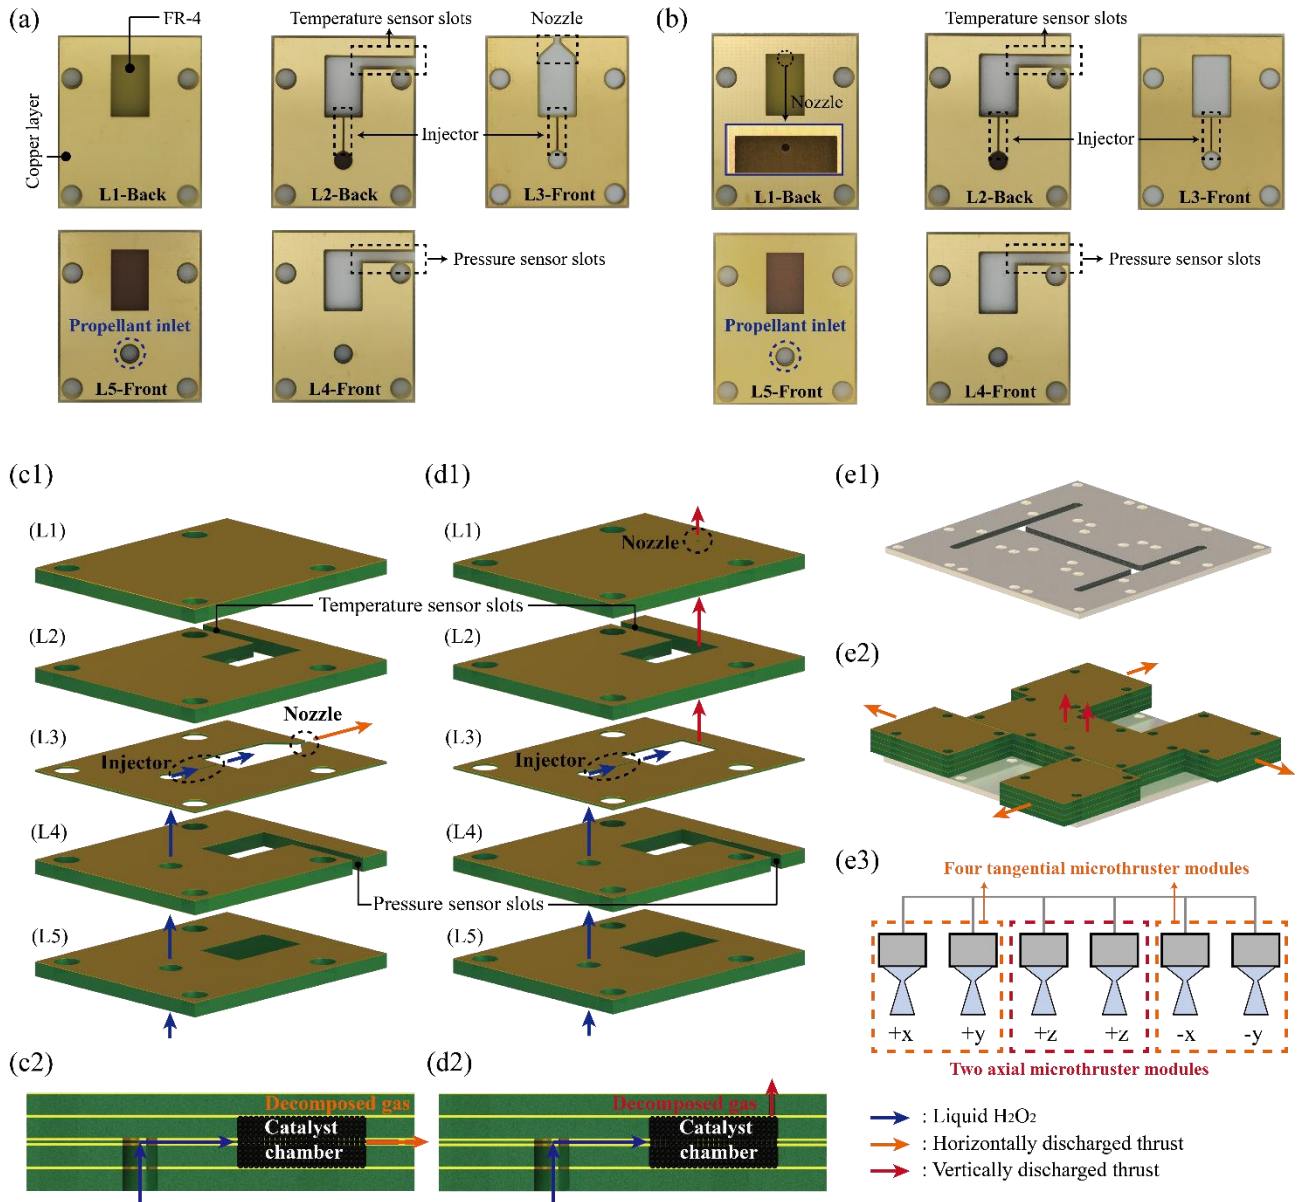 (a)
FR-4
Temperature sensor slots
Nozzle
Copper layer
Injector
L1-Back
L2-Back
L3-Front
Pressure sensor slots
Propellant inlet
L5-Front
L4-Front
(b)
Temperature sensor slots
Nozzle
Injector
L1-Back
L2-Back
L3-Front
Pressure sensor slots
Propellant inlet
L5-Front
L4-Front
(c1)
(L1)
(L2)
(L3)
Nozzle
Injector
(L4)
(L5)
Temperature sensor slots
Pressure sensor slots
(d1)
(L1)
Nozzle
(L2)
(L3)
Injector
(L4)
(L5)
(e1)
(e2)
(e3)
Four tangential microthruster modules
+x +y +z +z -x -y
Two axial microthruster modules
(c2)
Decomposed gas
Catalyst
chamber
(d2)
Decomposed gas
Catalyst
chamber
: Liquid H₂O₂
: Horizontally discharged thrust
: Vertically discharged thrust